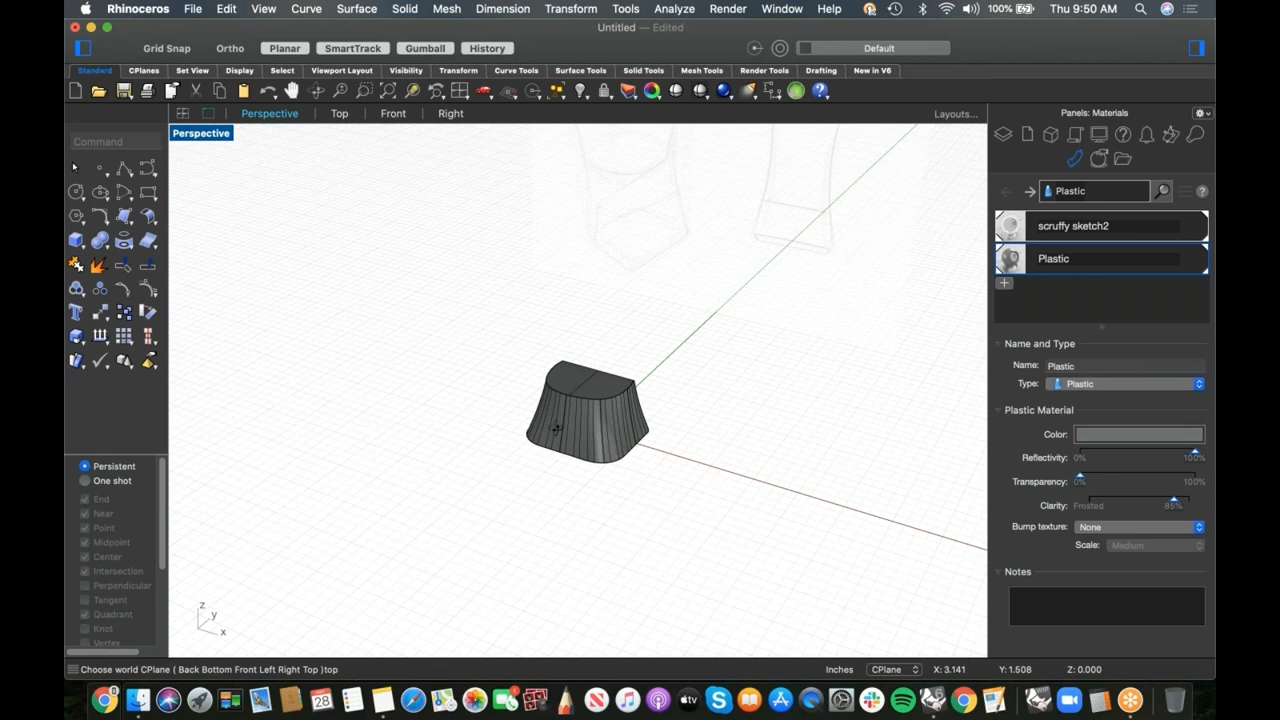 Rhinoceros File Edit View Curve Surface Solid Mesh Dimension Transform Tools Analyze Render Window Help 100% Thu 9:50 AM
Untitled — Edited
Grid Snap Ortho Planar SmartTrack Gumball History Default
Standard CPlanes Set View Display Select Viewport Layout Visibility Transform Curve Tools Surface Tools Solid Tools Mesh Tools Render Tools Drafting New in V6
Perspective Top Front Right Layouts...
Panels: Materials
Perspective
Command
Plastic
scruffy sketch2
Plastic
Name and Type
Name: Plastic
Type: Plastic
Plastic Material
Color:
Reflectivity: 0% 100%
Transparency: 0% 100%
Clarity: Frosted 85%
Bump texture: None
Scale: Medium
Notes
Persistent
One shot
End
Near
Point
Midpoint
Center
Intersection
Perpendicular
Tangent
Quadrant
Knot
Vertex
z
y
x
Choose world CPlane ( Back Bottom Front Left Right Top )top Inches CPlane X: 3.141 Y: 1.508 Z: 0.000
28
tv